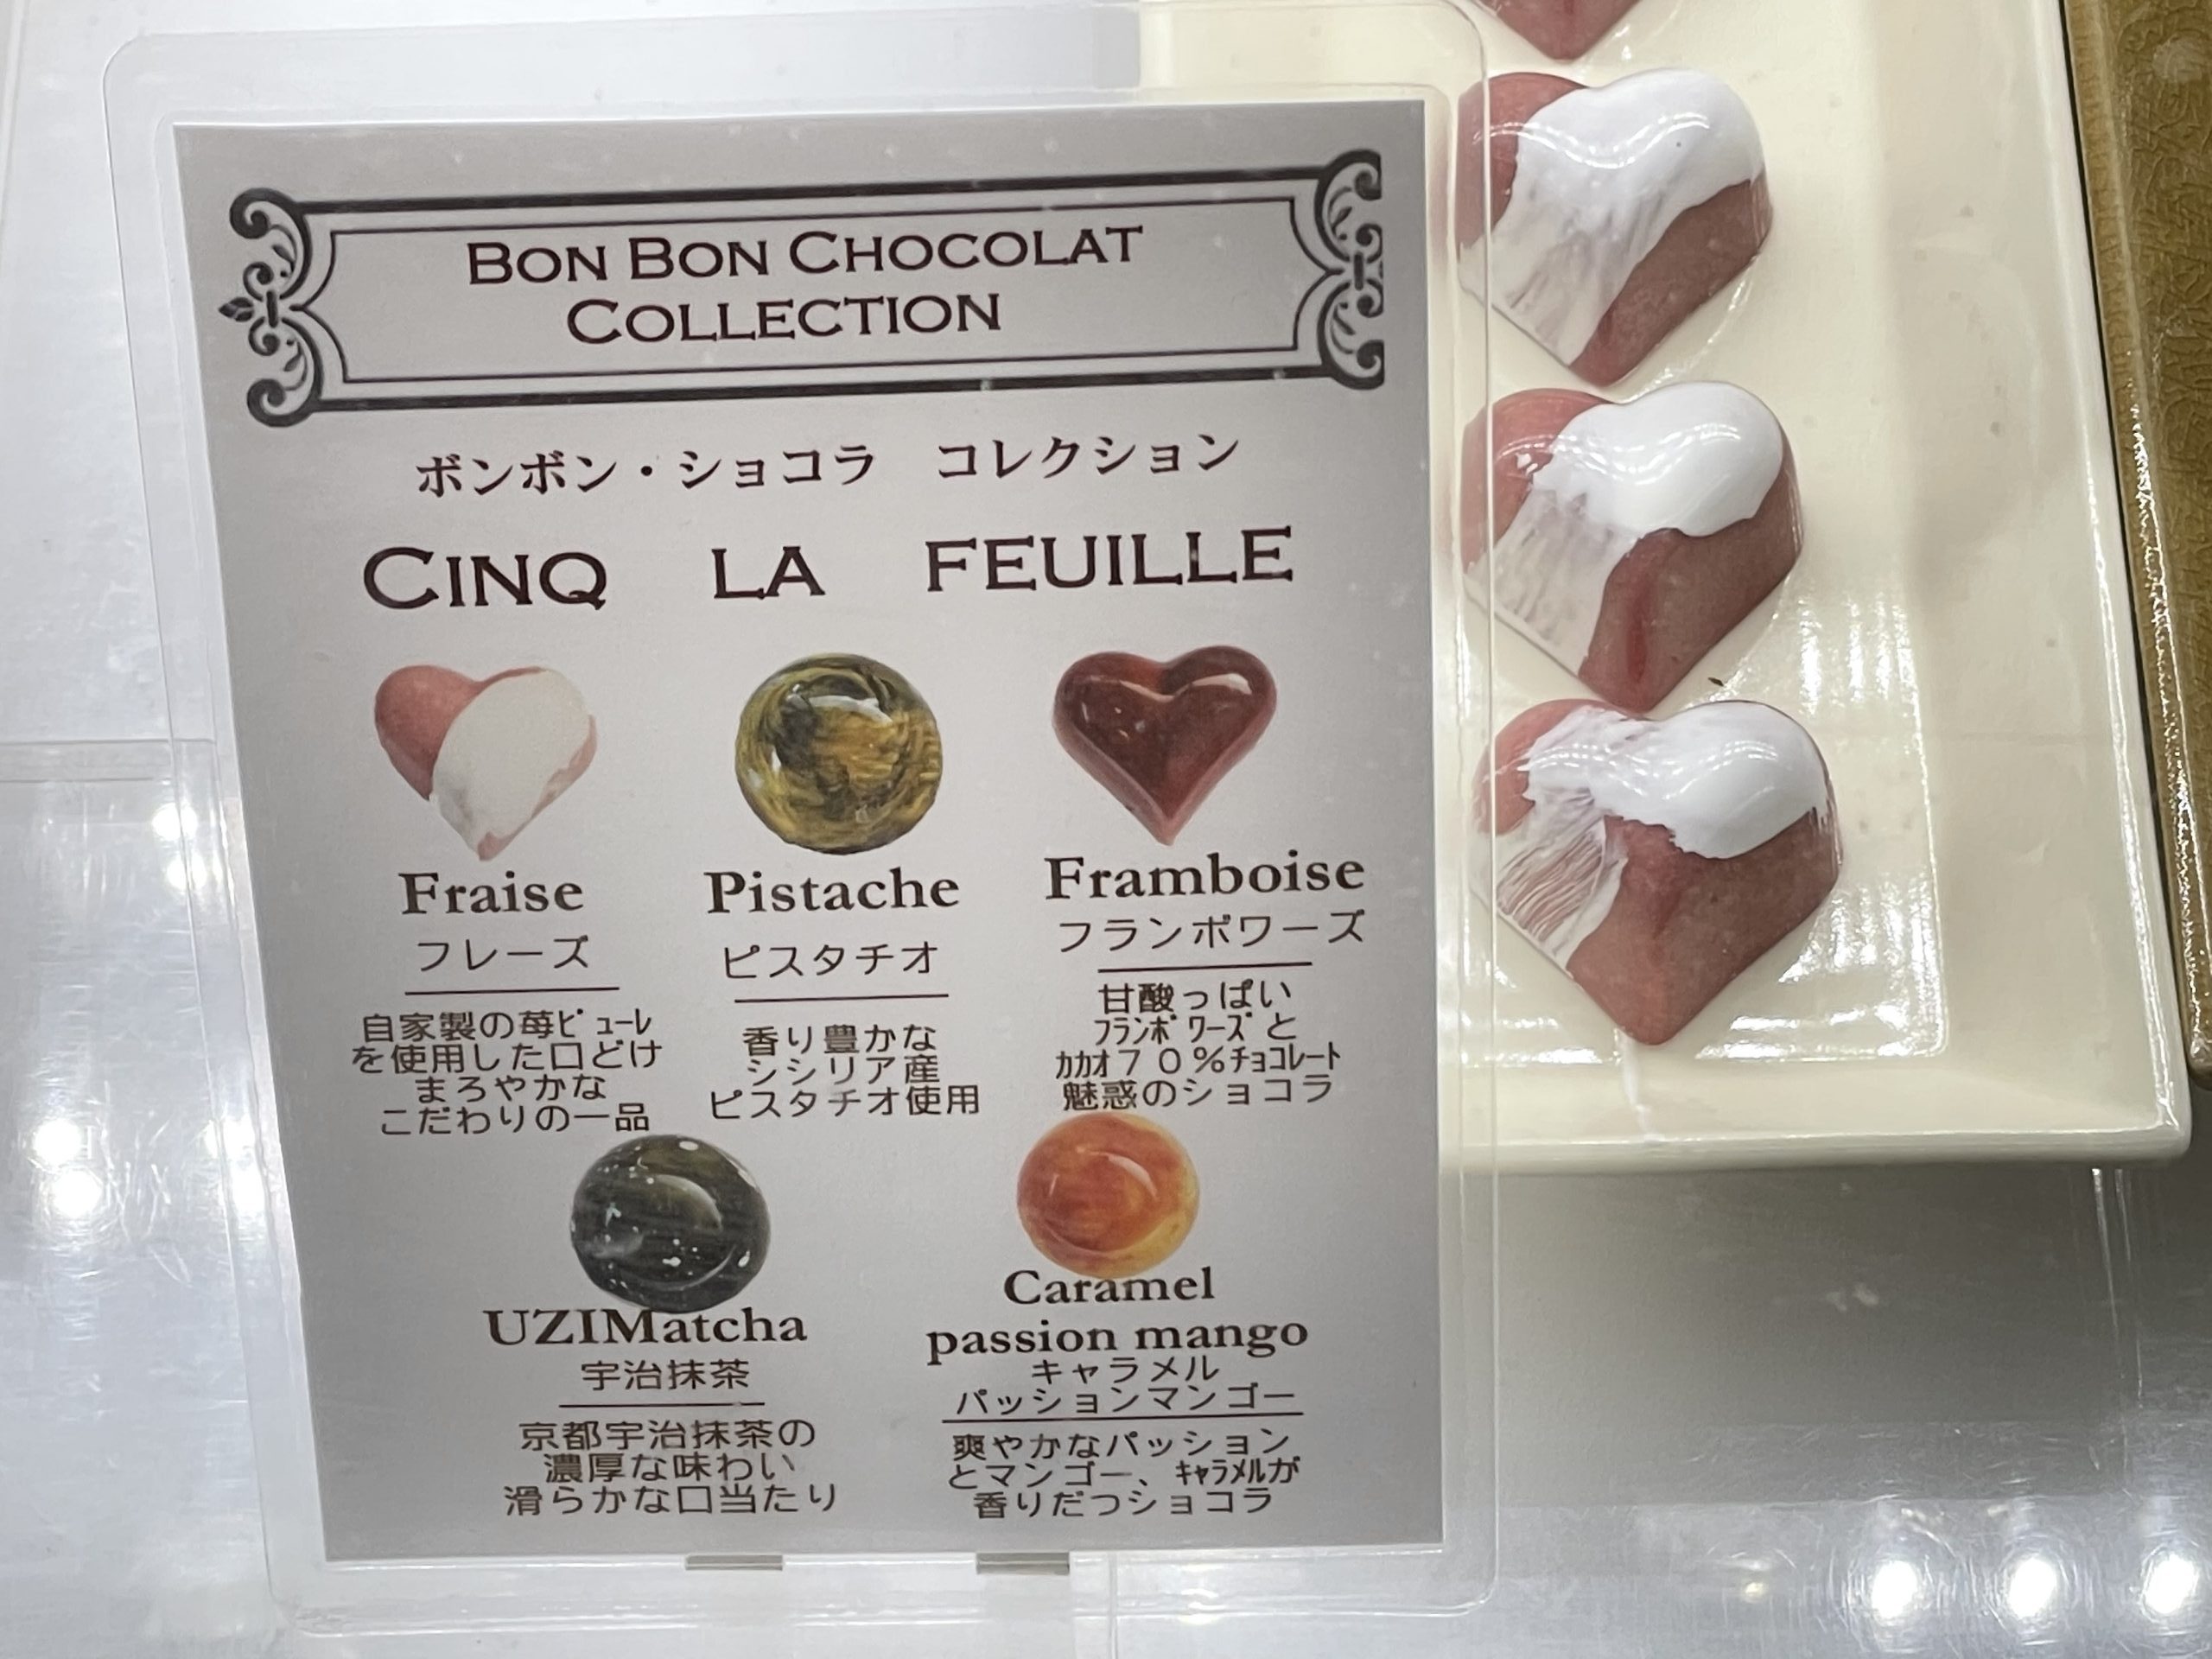 BON BON CHOCOLAT
COLLECTION
ボンボン・ショコラ　コレクション
CINQ LA FEUILLE
Fraise
フレーズ
自家製の苺ﾋﾟｭｰﾚ
を使用した口どけ
まろやかな
こだわりの一品
Pistache
ピスタチオ
香り豊かな
シシリア産
ピスタチオ使用
Framboise
フランボワーズ
甘酸っぱい
ﾌﾗﾝﾎﾞﾜｰｽﾞと
ｶｶｵ７０％ﾁｮｺﾚｰﾄ
魅惑のショコラ
UZIMatcha
宇治抹茶
京都宇治抹茶の
濃厚な味わい
滑らかな口当たり
Caramel
passion mango
キャラメル
パッションマンゴー
爽やかなパッション
とマンゴー、ｷｬﾗﾒﾙが
香りだつショコラ